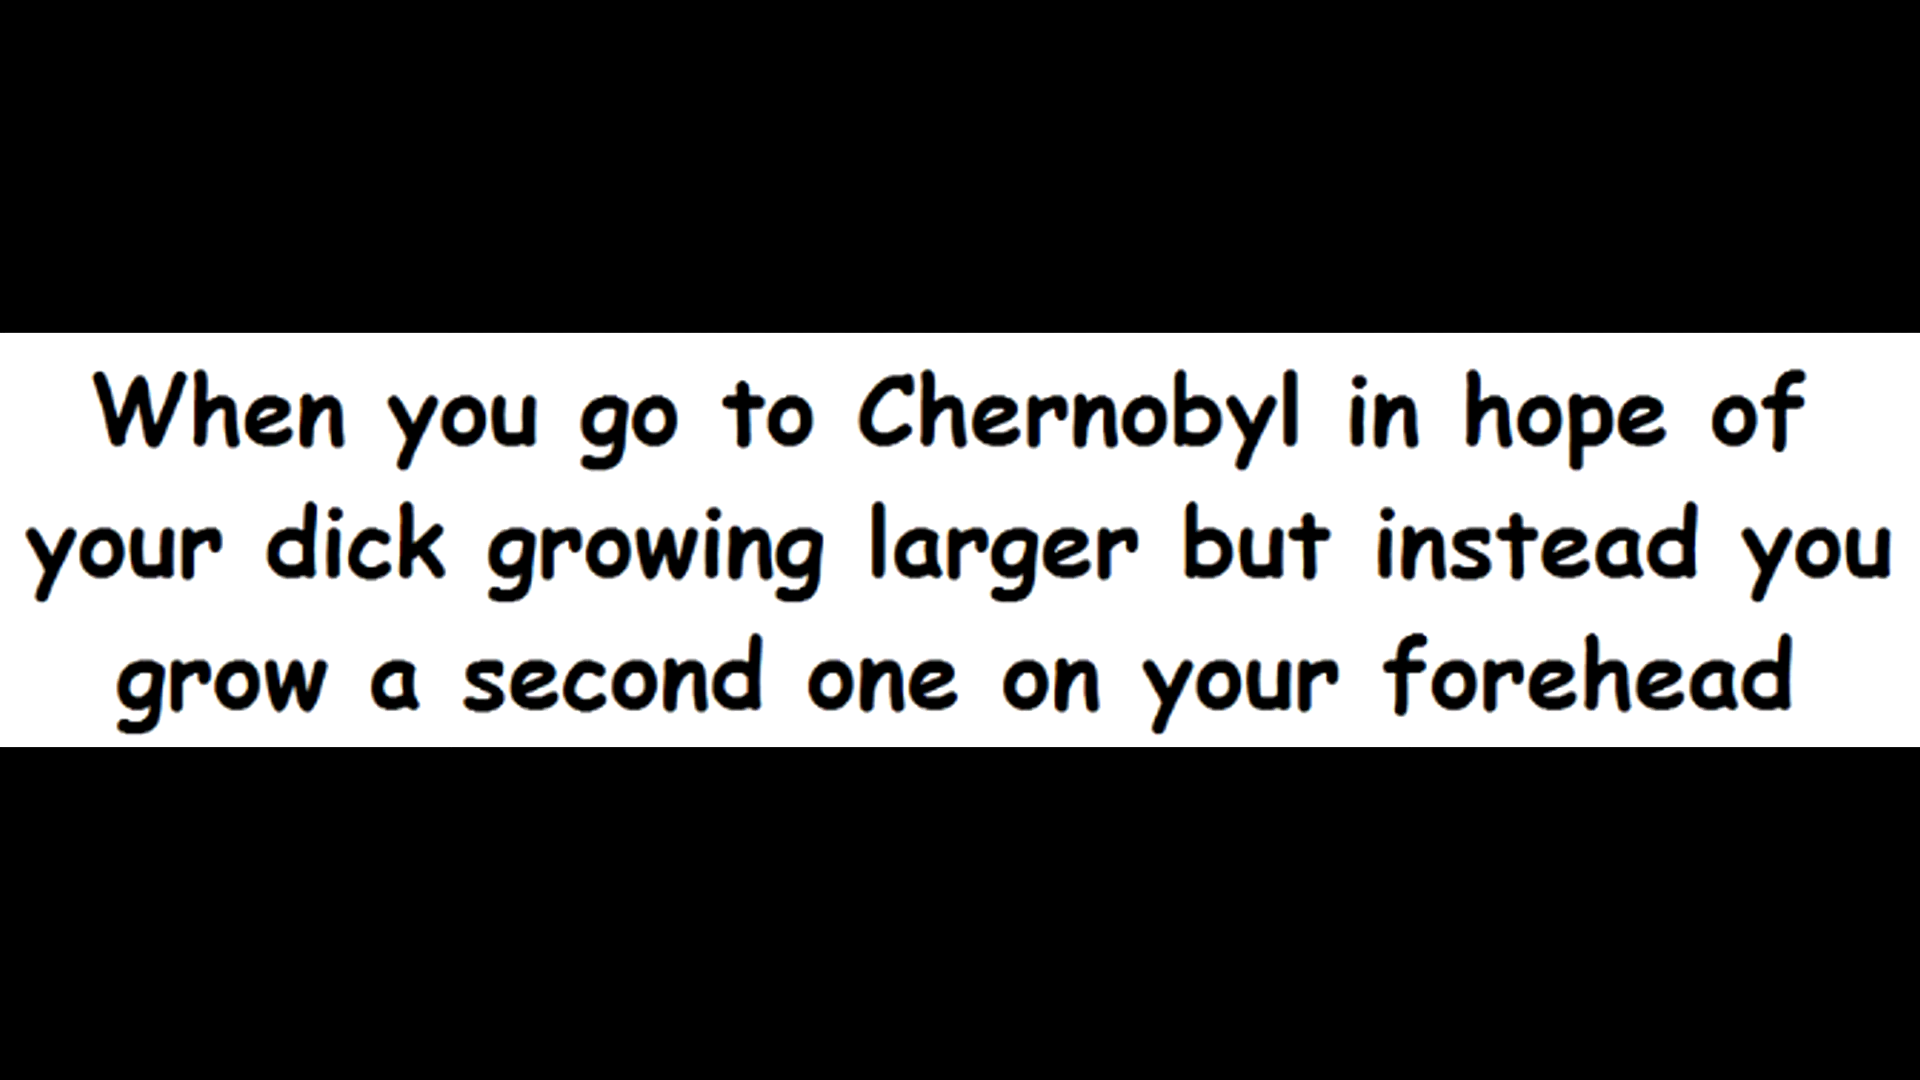 When you go to Chernobyl in hope of
your dick growing larger but instead you
grow a second one on your forehead